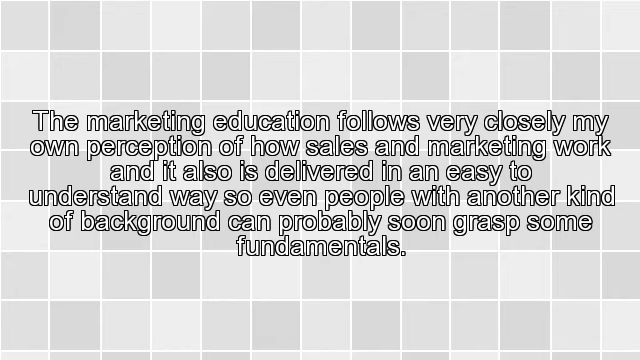 The marketing education follows very closely my
own perception of how sales and marketing work
and it also is delivered in an easy to
understand way so even people with another kind
of background can probably soon grasp some
fundamentals.